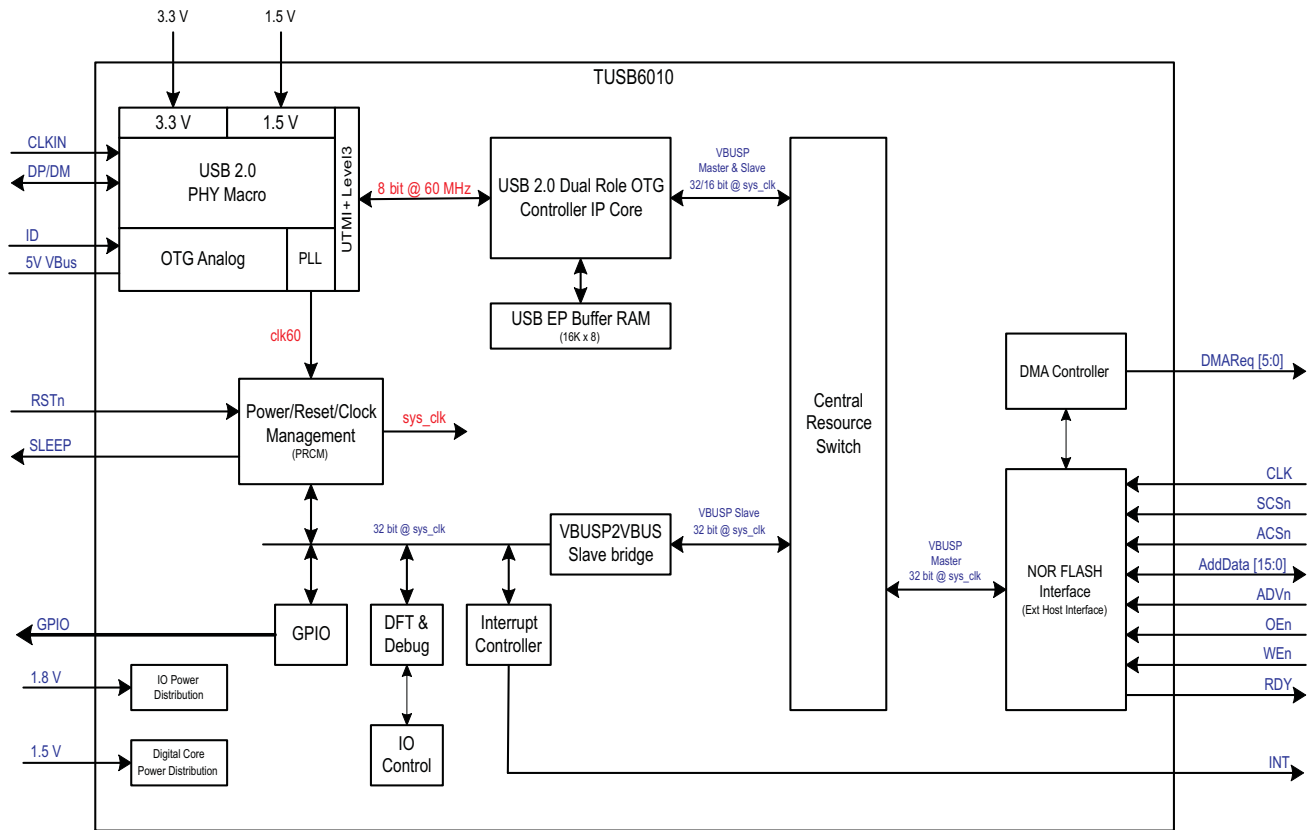 3.3 V
1.5 V
TUSB6010
3.3 V
1.5 V
CLKIN
DP/DM
USB 2.0
PHY Macro
UTMI + Level3
8 bit @ 60 MHz
USB 2.0 Dual Role OTG
Controller IP Core
VBUSP
Master & Slave
32/16 bit @ sys_clk
ID
5V VBus
OTG Analog
PLL
USB EP Buffer RAM
(16K x 8)
clk60
DMA Controller
DMAReq [5:0]
RSTn
SLEEP
Power/Reset/Clock
Management
(PRCM)
sys_clk
Central
Resource
Switch
32 bit @ sys_clk
VBUSP2VBUS
Slave bridge
VBUSP Slave
32 bit @ sys_clk
VBUSP
Master
32 bit @ sys_clk
NOR FLASH
Interface
(Ext Host Interface)
CLK
SCSn
ACSn
AddData [15:0]
ADVn
OEn
WEn
RDY
GPIO
GPIO
DFT &
Debug
Interrupt
Controller
1.8 V
IO Power
Distribution
1.5 V
Digital Core
Power Distribution
IO
Control
INT